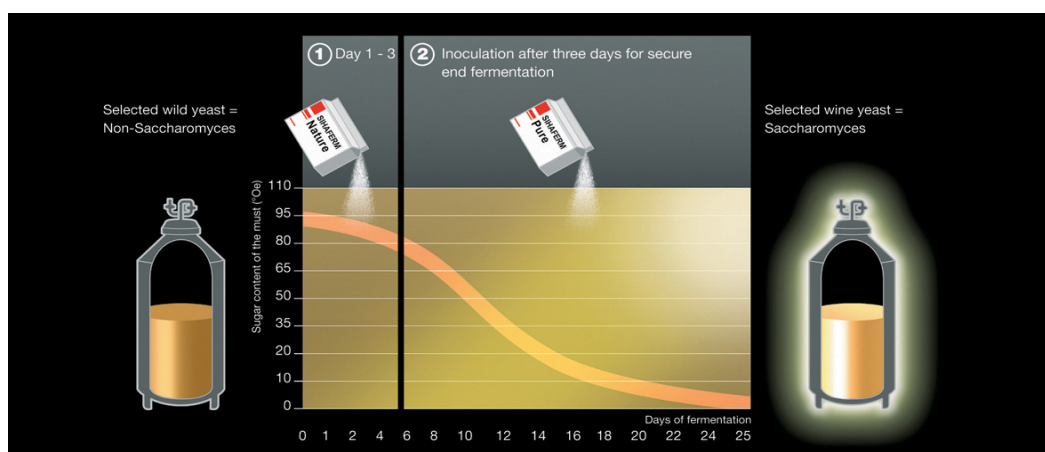 1 Day 1 - 3
2 Inoculation after three days for secure
end fermentation
Selected wild yeast =
Non-Saccharomyces
SIHAFERM
Nature
SIHAFERM
Pure
Selected wine yeast =
Saccharomyces
Sugar content of the must (°Oe)
110
95
80
65
50
35
20
10
0
Days of fermentation
0 1 2 4 6 8 10 12 14 16 18 20 22 24 25